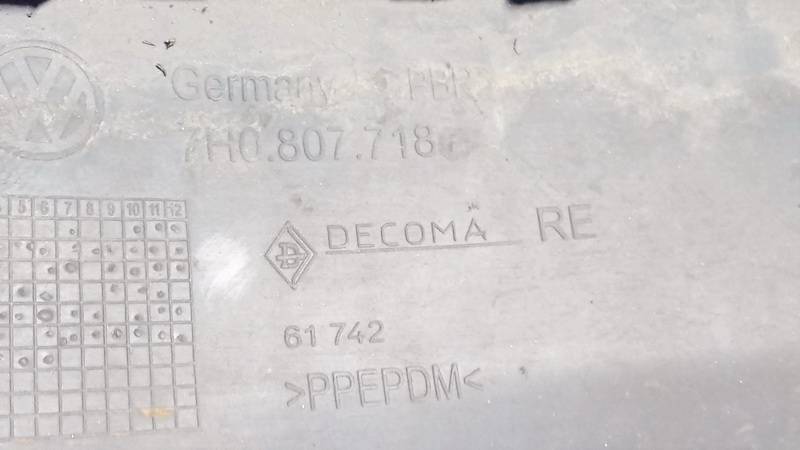 Germany
7H0.807.718
5 6 7 8 9 10 11 12
DECOMA RE
61 742
>PPEPDM<